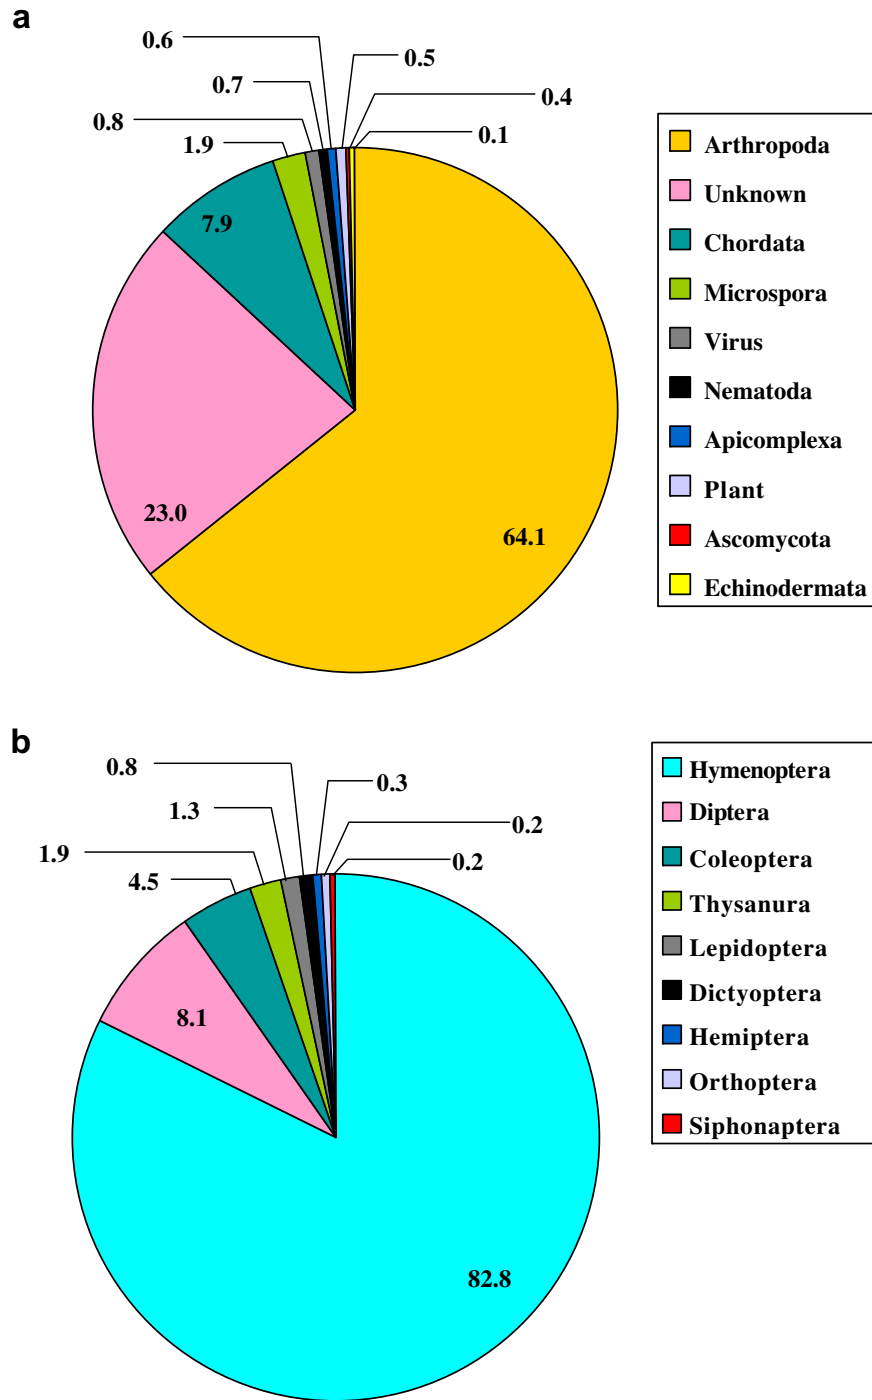 a
0.6
0.5
0.7
0.4
0.8
0.1
1.9
7.9
23.0
64.1
Arthropoda
Unknown
Chordata
Microspora
Virus
Nematoda
Apicomplexa
Plant
Ascomycota
Echinodermata
b
0.8
0.3
1.3
0.2
1.9
0.2
4.5
8.1
82.8
Hymenoptera
Diptera
Coleoptera
Thysanura
Lepidoptera
Dictyoptera
Hemiptera
Orthoptera
Siphonaptera